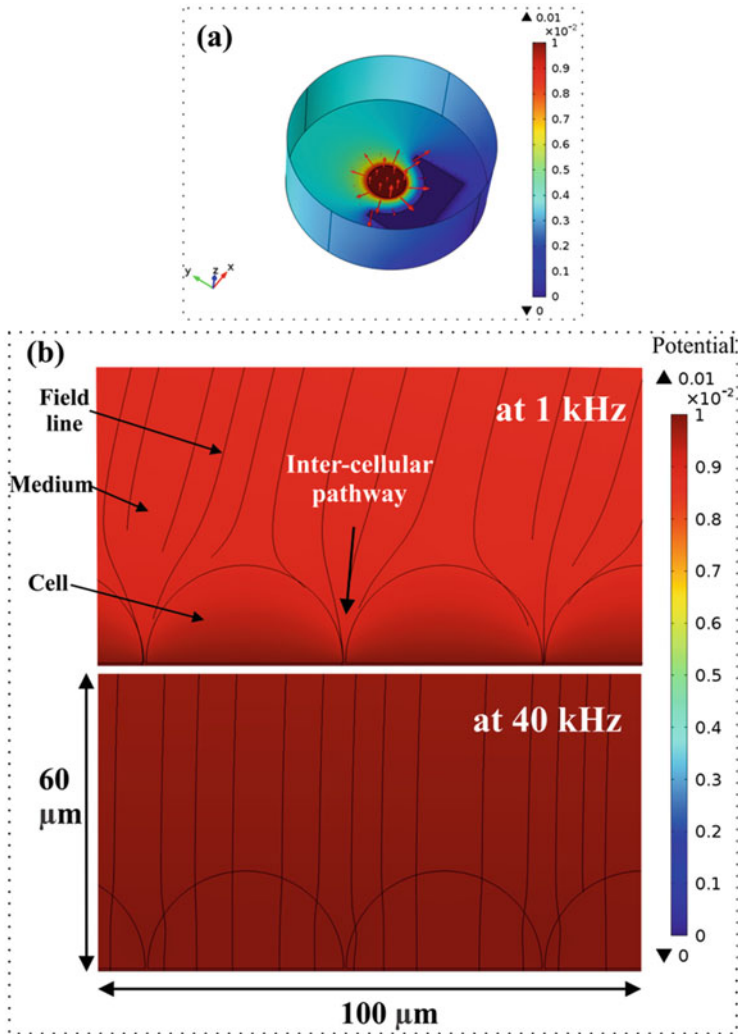 (a)
▲ 0.01
×10⁻²
1
0.9
0.8
0.7
0.6
0.5
0.4
0.3
0.2
0.1
0
▼ 0
y z x
(b)
Potential
▲ 0.01
×10⁻²
1
0.9
0.8
0.7
0.6
0.5
0.4
0.3
0.2
0.1
0
▼ 0
at 1 kHz
Field
line
Inter-cellular
pathway
Medium
Cell
at 40 kHz
60
µm
100 µm